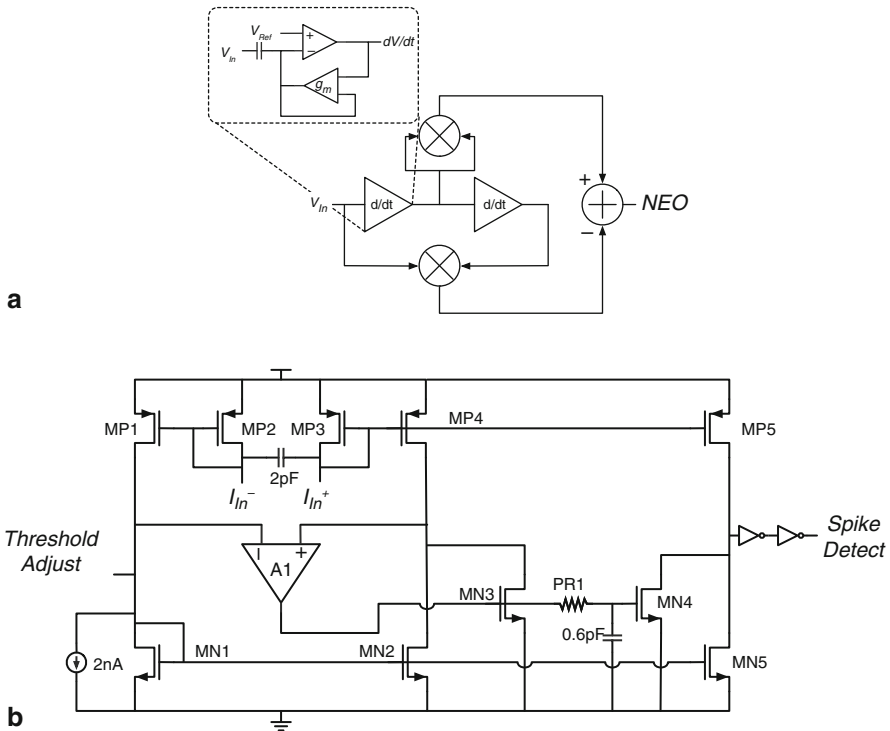 V_Ref
V_In
+
−
dV/dt
g_m
V_In
d/dt
d/dt
+
−
NEO
a
MP1
MP2
MP3
MP4
MP5
2pF
I_In^−
I_In^+
Threshold
Adjust
A1
+
Spike
Detect
MN3
PR1
MN4
0.6pF
2nA
MN1
MN2
MN5
b